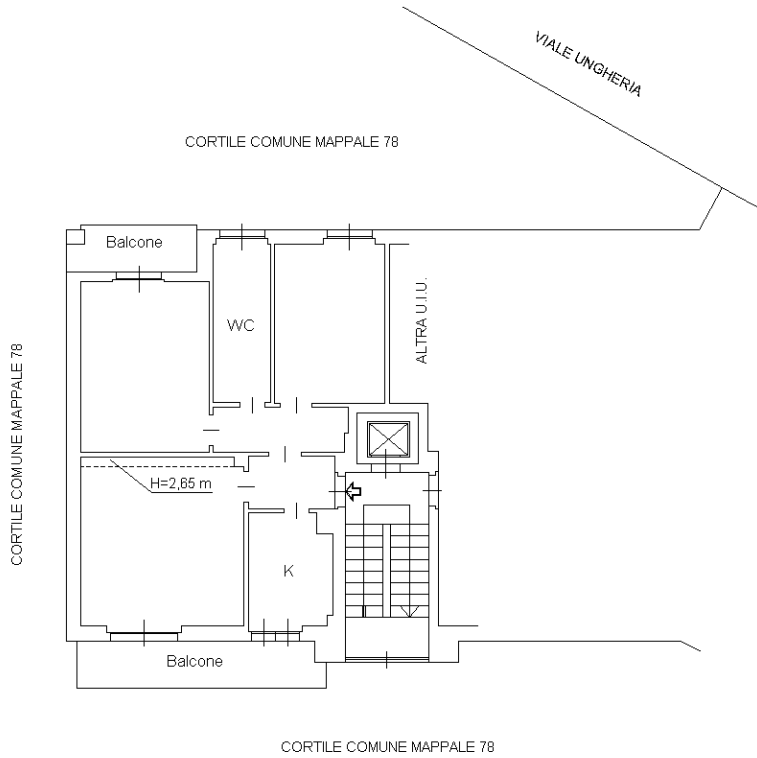 VIALE UNGHERIA
CORTILE COMUNE MAPPALE 78
Balcone
WC
ALTRA U.I.U.
CORTILE COMUNE MAPPALE 78
H=2,65 m
K
Balcone
CORTILE COMUNE MAPPALE 78